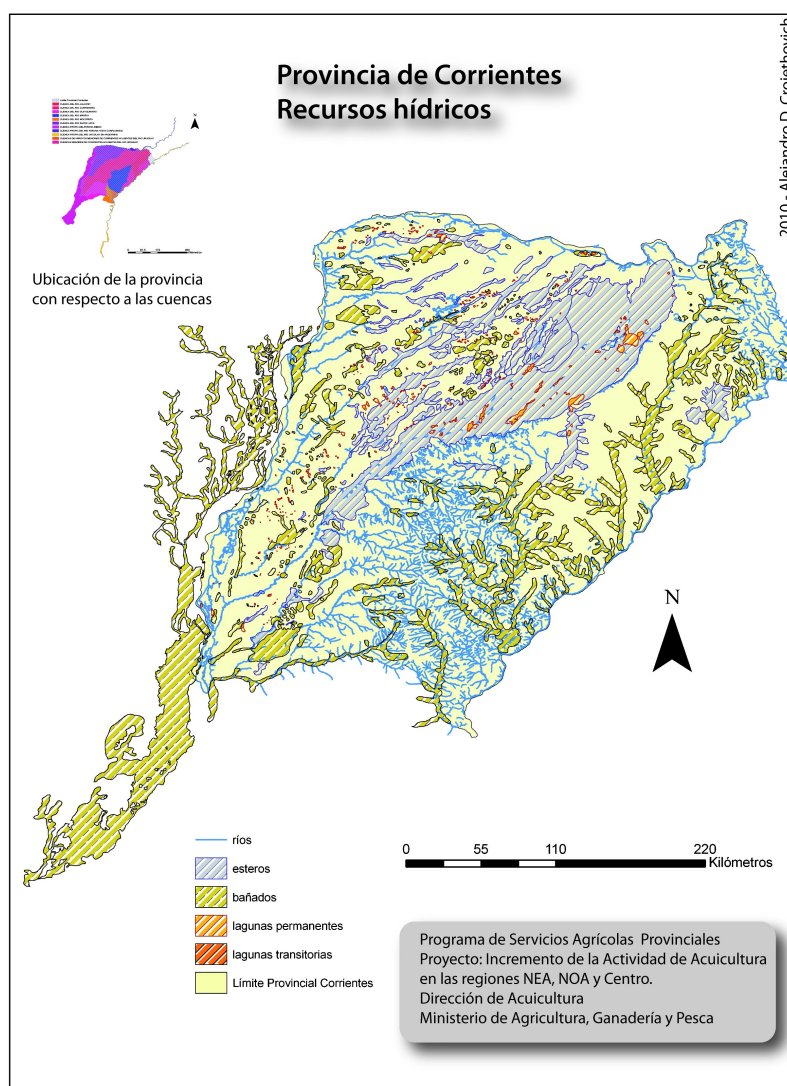 Provincia de Corrientes
Recursos hídricos
2010 - Alejandro D. Crojethovich
Ubicación de la provincia
con respecto a las cuencas
N
ríos
esteros
bañados
lagunas permanentes
lagunas transitorias
Límite Provincial Corrientes
0 55 110 220
Kilómetros
Programa de Servicios Agrícolas Provinciales
Proyecto: Incremento de la Actividad de Acuicultura
en las regiones NEA, NOA y Centro.
Dirección de Acuicultura
Ministerio de Agricultura, Ganadería y Pesca